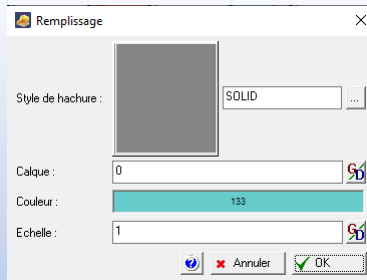 Remplissage
Style de hachure :
SOLID
...
Calque :
0
Couleur :
133
Echelle :
1
Annuler
OK